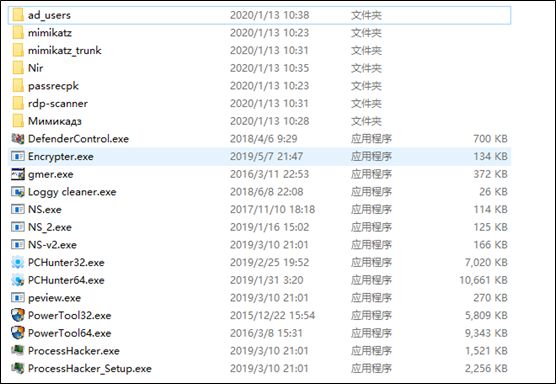 ad_users 2020/1/13 10:38 文件夹
mimikatz 2020/1/13 10:23 文件夹
mimikatz_trunk 2020/1/13 10:31 文件夹
Nir 2020/1/13 10:35 文件夹
passrecpk 2020/1/13 10:23 文件夹
rdp-scanner 2020/1/13 10:31 文件夹
Мимикадз 2020/1/13 10:28 文件夹
DefenderControl.exe 2018/4/6 9:29 应用程序 700 KB
Encrypter.exe 2019/5/7 21:47 应用程序 134 KB
gmer.exe 2016/3/11 22:53 应用程序 372 KB
Loggy cleaner.exe 2018/6/8 22:08 应用程序 26 KB
NS.exe 2017/11/10 18:18 应用程序 114 KB
NS_2.exe 2019/1/16 15:02 应用程序 125 KB
NS-v2.exe 2019/3/10 21:01 应用程序 166 KB
PCHunter32.exe 2019/2/25 19:52 应用程序 7,020 KB
PCHunter64.exe 2019/1/31 3:20 应用程序 10,661 KB
peview.exe 2019/3/10 21:01 应用程序 270 KB
PowerTool32.exe 2015/12/22 15:54 应用程序 5,809 KB
PowerTool64.exe 2016/3/8 15:31 应用程序 9,343 KB
ProcessHacker.exe 2019/3/10 21:01 应用程序 1,521 KB
ProcessHacker_Setup.exe 2019/3/10 21:01 应用程序 2,256 KB